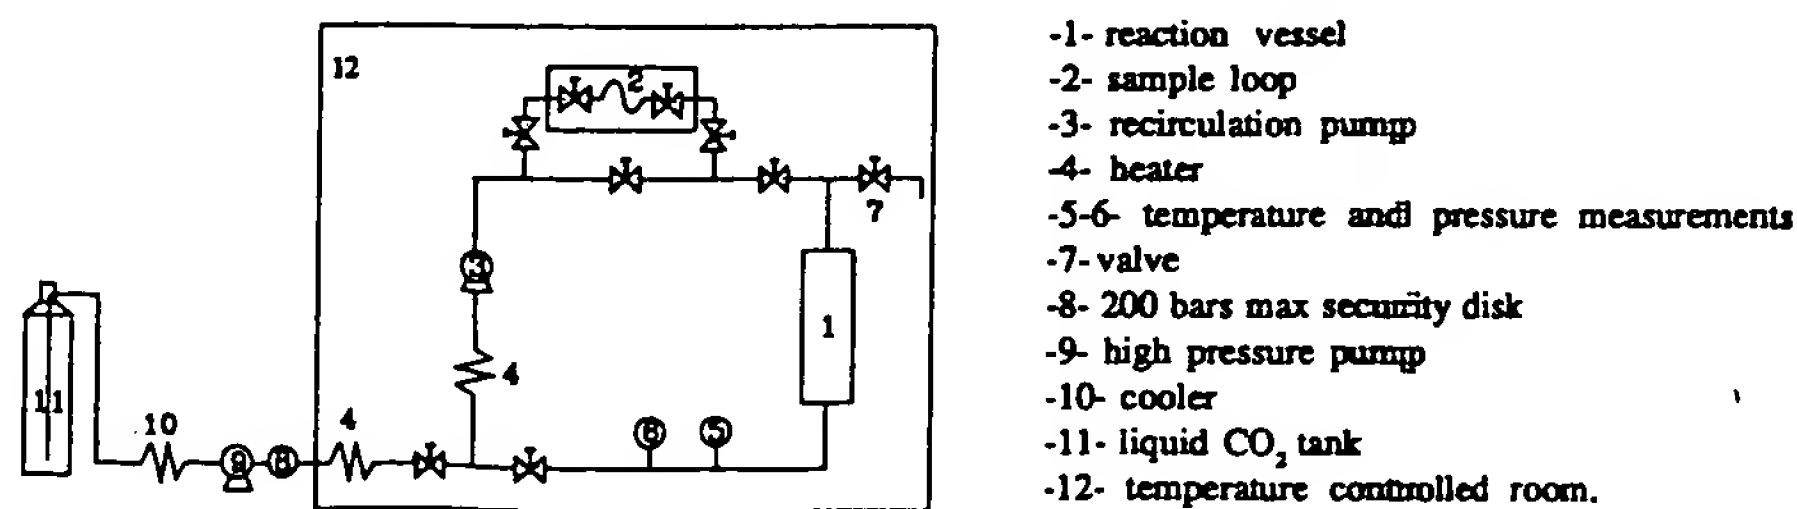 12
2
7
3
1
4
11
10
4
6
5
9
8
-1- reaction vessel
-2- sample loop
-3- recirculation pump
-4- heater
-5-6- temperature and pressure measurements
-7- valve
-8- 200 bars max security disk
-9- high pressure pump
-10- cooler
-11- liquid CO₂ tank
-12- temperature controlled room.